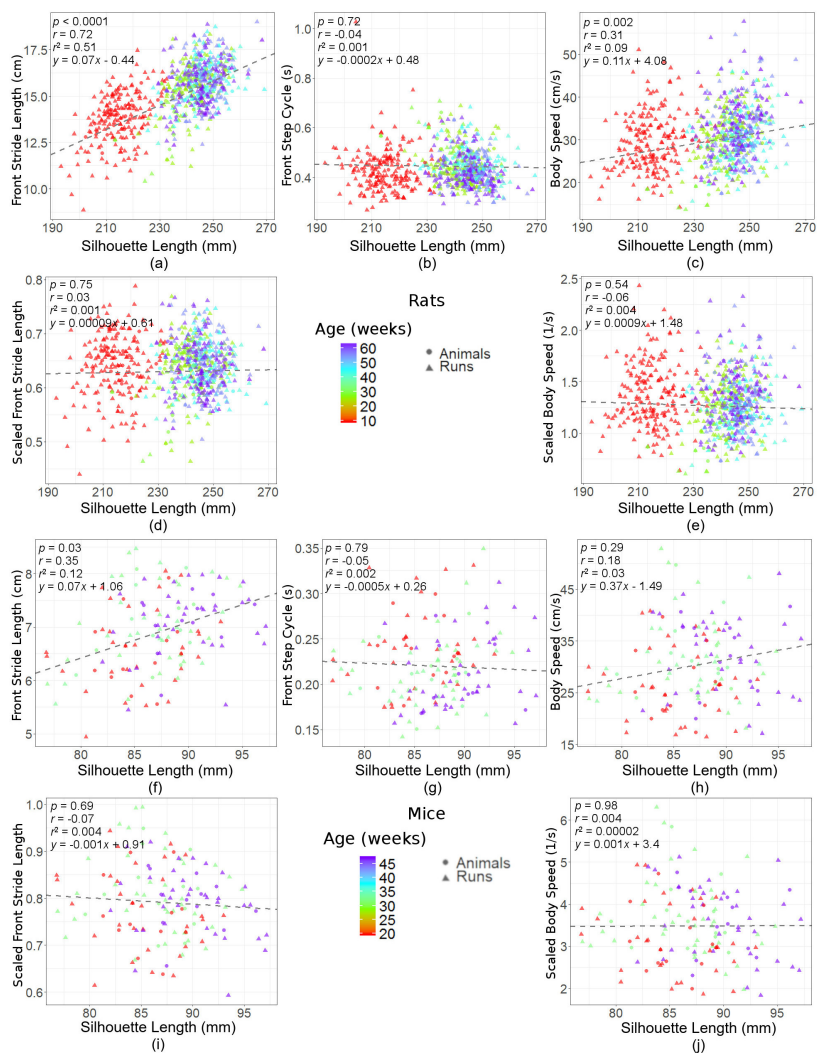 p < 0.0001
r = 0.72
r² = 0.51
y = 0.07x - 0.44
17.5
15.0
12.5
10.0
Front Stride Length (cm)
190 210 230 250 270
Silhouette Length (mm)
(a)
p = 0.72
r = -0.04
r² = 0.001
y = -0.0002x + 0.48
1.0
0.8
0.6
0.4
Front Step Cycle (s)
190 210 230 250 270
Silhouette Length (mm)
(b)
p = 0.002
r = 0.31
r² = 0.09
y = 0.11x + 4.08
50
40
30
20
Body Speed (cm/s)
190 210 230 250 270
Silhouette Length (mm)
(c)
p = 0.75
r = 0.03
r² = 0.001
y = 0.00009x + 0.61
0.8
0.7
0.6
0.5
Scaled Front Stride Length
190 210 230 250 270
Silhouette Length (mm)
(d)
Rats
Age (weeks)
60
50
40
30
20
10
Animals
Runs
p = 0.54
r = -0.06
r² = 0.004
y = 0.0009x + 1.48
2.5
2.0
1.5
1.0
Scaled Body Speed (1/s)
190 210 230 250 270
Silhouette Length (mm)
(e)
p = 0.03
r = 0.35
r² = 0.12
y = 0.07x + 1.06
8
7
6
5
Front Stride Length (cm)
80 85 90 95
Silhouette Length (mm)
(f)
p = 0.79
r = -0.05
r² = 0.002
y = -0.0005x + 0.26
0.35
0.30
0.25
0.20
0.15
Front Step Cycle (s)
80 85 90 95
Silhouette Length (mm)
(g)
p = 0.29
r = 0.18
r² = 0.03
y = 0.37x - 1.49
45
35
25
15
Body Speed (cm/s)
80 85 90 95
Silhouette Length (mm)
(h)
p = 0.69
r = -0.07
r² = 0.004
y = -0.001x + 0.91
1.0
0.9
0.8
0.7
0.6
Scaled Front Stride Length
80 85 90 95
Silhouette Length (mm)
(i)
Mice
Age (weeks)
45
40
35
30
25
20
Animals
Runs
p = 0.98
r = 0.004
r² = 0.00002
y = 0.001x + 3.4
6
5
4
3
2
Scaled Body Speed (1/s)
80 85 90 95
Silhouette Length (mm)
(j)